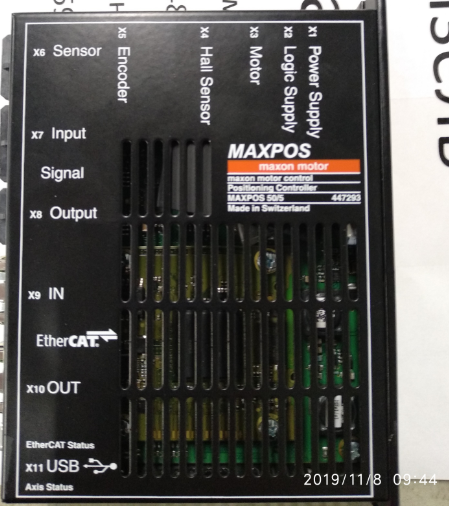 X1 Power Supply
X2 Logic Supply
X3 Motor
X4 Hall Sensor
X5 Encoder
X6 Sensor
X7 Input
Signal
X8 Output
MAXPOS
maxon motor
maxon motor control
Positioning Controller
MAXPOS 50/5 447293
Made in Switzerland
X9 IN
EtherCAT
X10 OUT
EtherCAT Status
X11 USB
Axis Status
2019/11/8 09:44